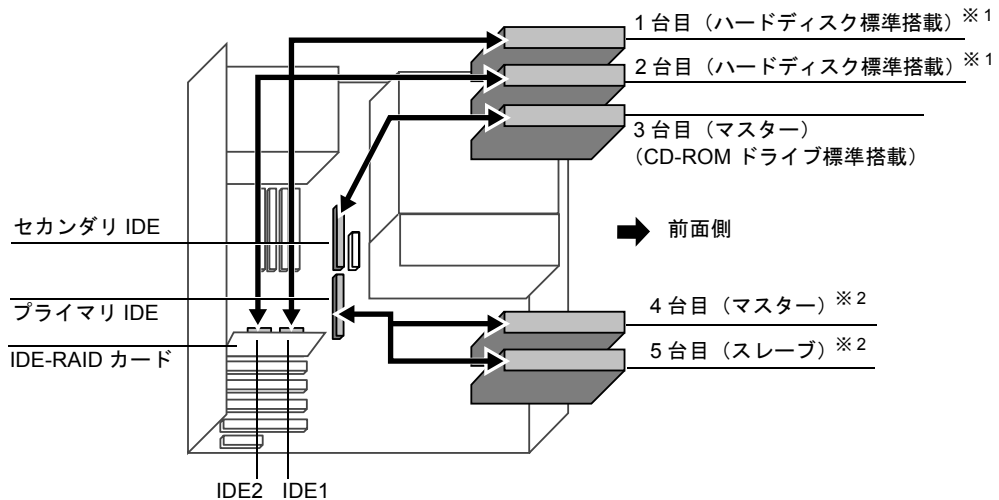 1 台目（ハードディスク標準搭載）※1
2 台目（ハードディスク標準搭載）※1
3 台目（マスター）
（CD-ROM ドライブ標準搭載）
セカンダリ IDE
前面側
プライマリ IDE
4 台目（マスター）※2
IDE-RAID カード
5 台目（スレーブ）※2
IDE2 IDE1